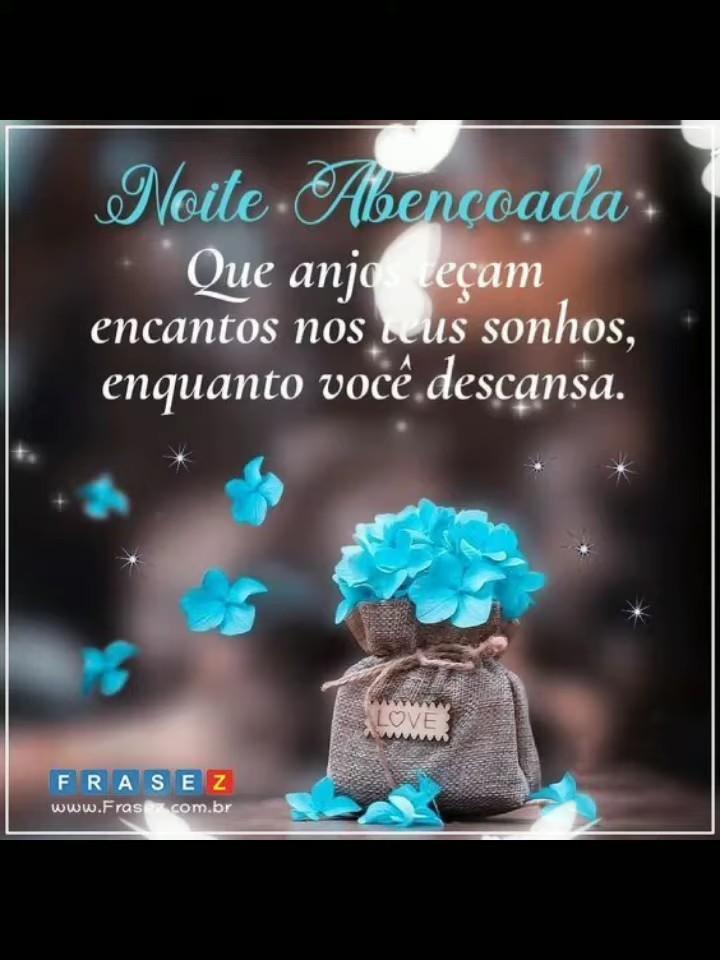 Noite Abençoada
Que anjos teçam
encantos nos teus sonhos,
enquanto você descansa.
LOVE
FRASEZ
www.Frasez.com.br